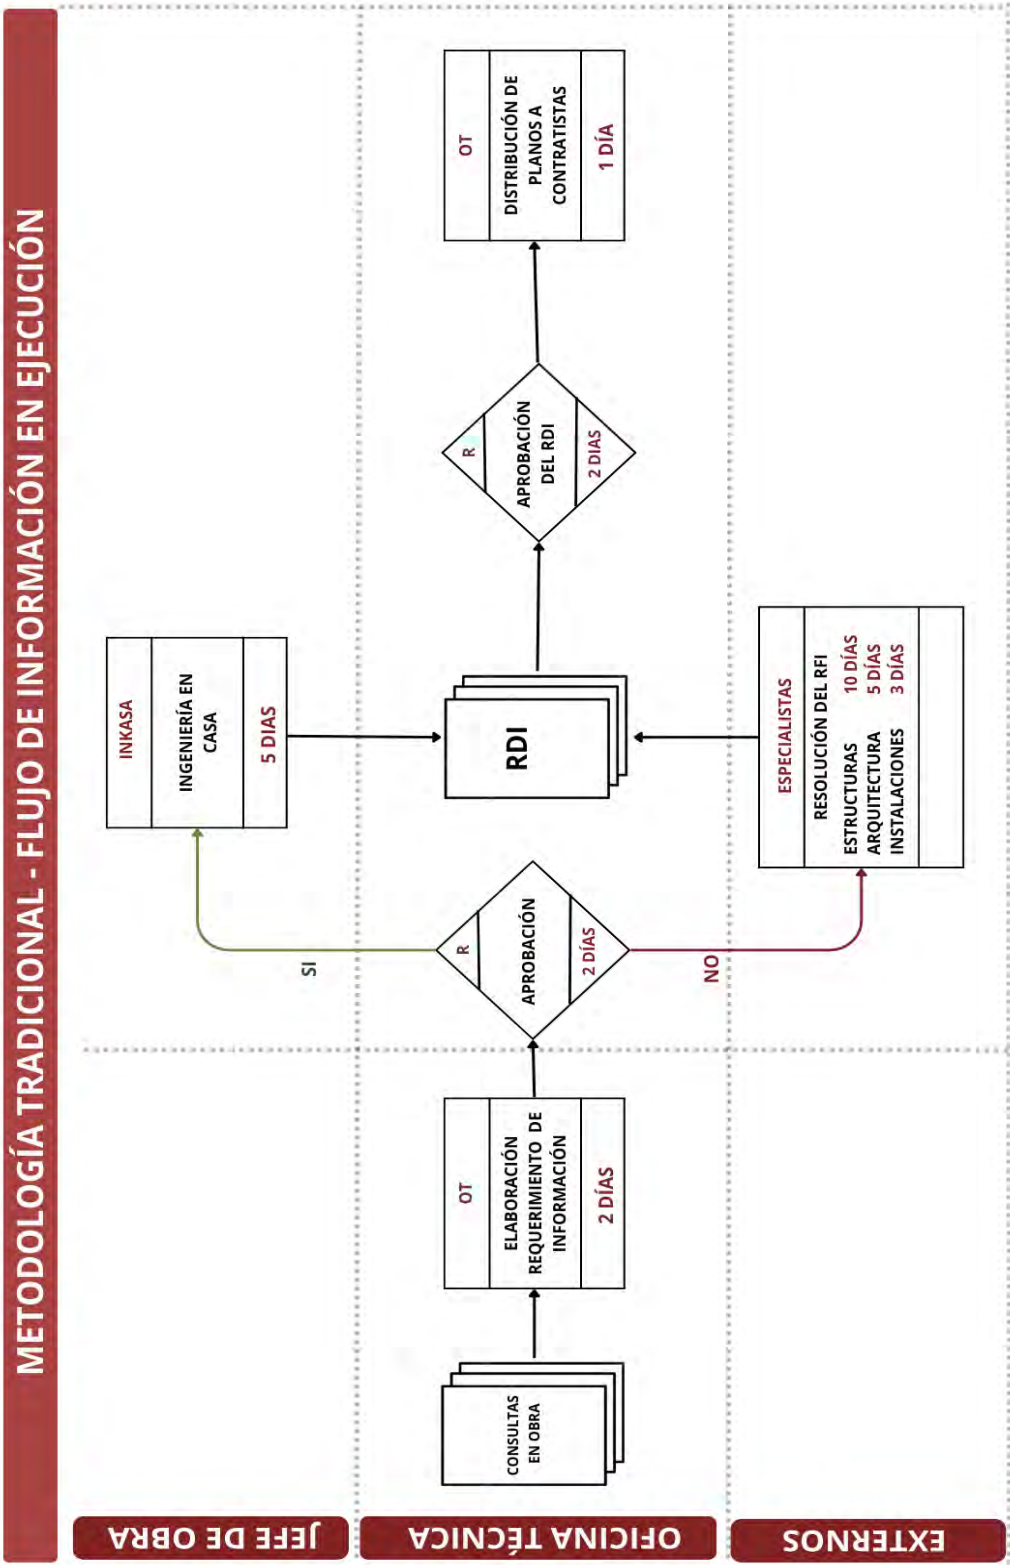 METODOLOGÍA TRADICIONAL - FLUJO DE INFORMACIÓN EN EJECUCIÓN
JEFE DE OBRA
INKASA
INGENIERÍA EN
CASA
5 DIAS
SI
OFICINA TÉCNICA
CONSULTAS
EN OBRA
OT
ELABORACIÓN
REQUERIMIENTO DE
INFORMACIÓN
2 DÍAS
R
APROBACIÓN
2 DÍAS
RDI
R
APROBACIÓN
DEL RDI
2 DIAS
OT
DISTRIBUCIÓN DE
PLANOS A
CONTRATISTAS
1 DÍA
NO
EXTERNOS
ESPECIALISTAS
RESOLUCIÓN DEL RFI
ESTRUCTURAS 10 DÍAS
ARQUITECTURA 5 DÍAS
INSTALACIONES 3 DÍAS